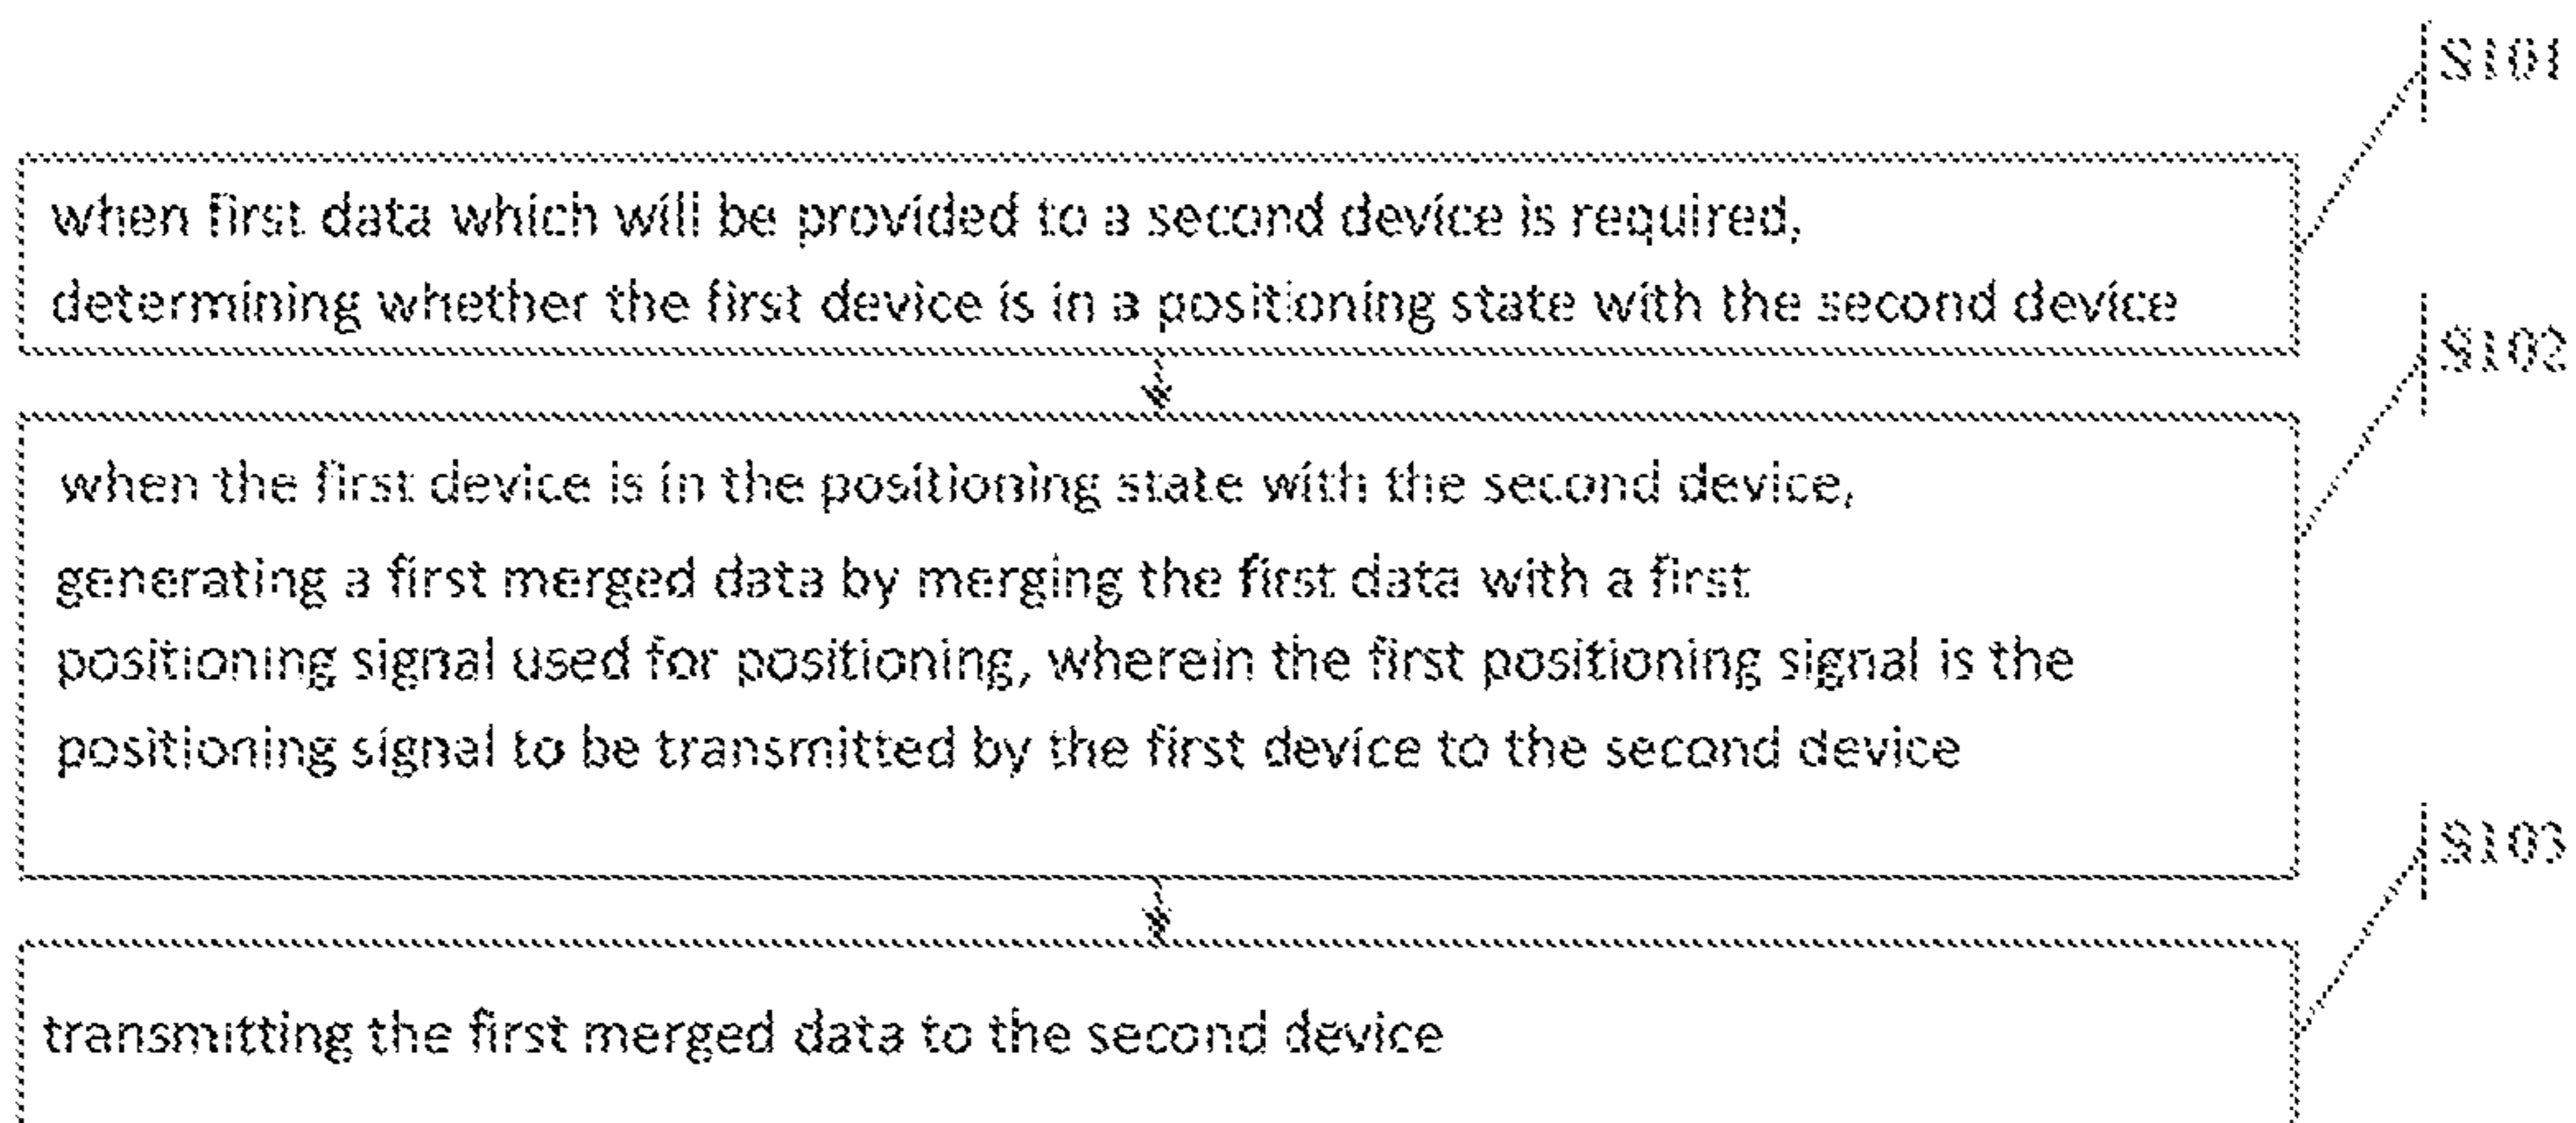 S101
when first data which will be provided to a second device is required,
determining whether the first device is in a positioning state with the second device
S102
when the first device is in the positioning state with the second device,
generating a first merged data by merging the first data with a first
positioning signal used for positioning, wherein the first positioning signal is the
positioning signal to be transmitted by the first device to the second device
S103
transmitting the first merged data to the second device